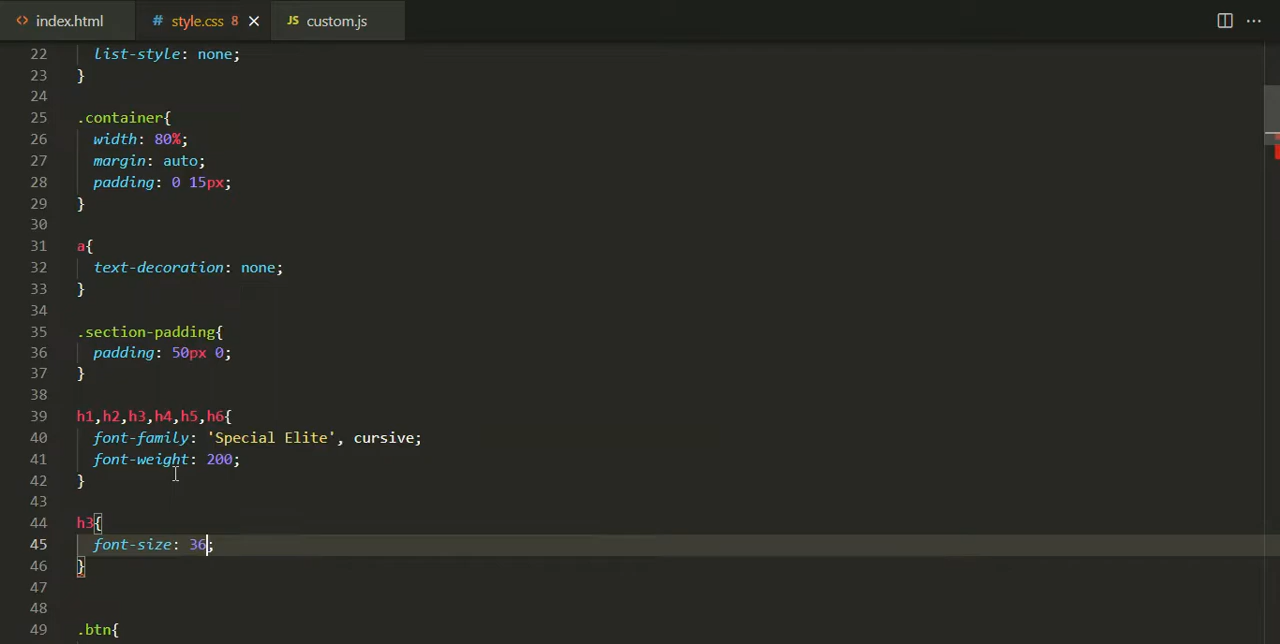 index.html # style.css 8 JS custom.js
22 list-style: none;
23 }
24
25 .container{
26 width: 80%;
27 margin: auto;
28 padding: 0 15px;
29 }
30
31 a{
32 text-decoration: none;
33 }
34
35 .section-padding{
36 padding: 50px 0;
37 }
38
39 h1,h2,h3,h4,h5,h6{
40 font-family: 'Special Elite', cursive;
41 font-weight: 200;
42 }
43
44 h3{
45 font-size: 36;
46 }
47
48
49 .btn{